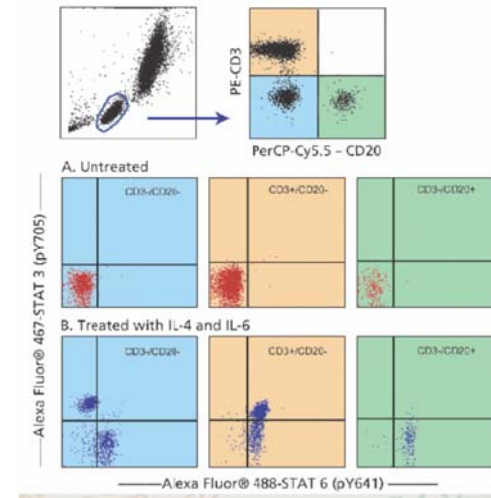 PE-CD3
PerCP-Cy5.5 – CD20
A. Untreated
CD3-/CD20-
CD3+/CD20-
CD3-/CD20+
B. Treated with IL-4 and IL-6
CD3-/CD20-
CD3+/CD20-
CD3-/CD20+
Alexa Fluor® 467-STAT 3 (pY705)
Alexa Fluor® 488-STAT 6 (pY641)